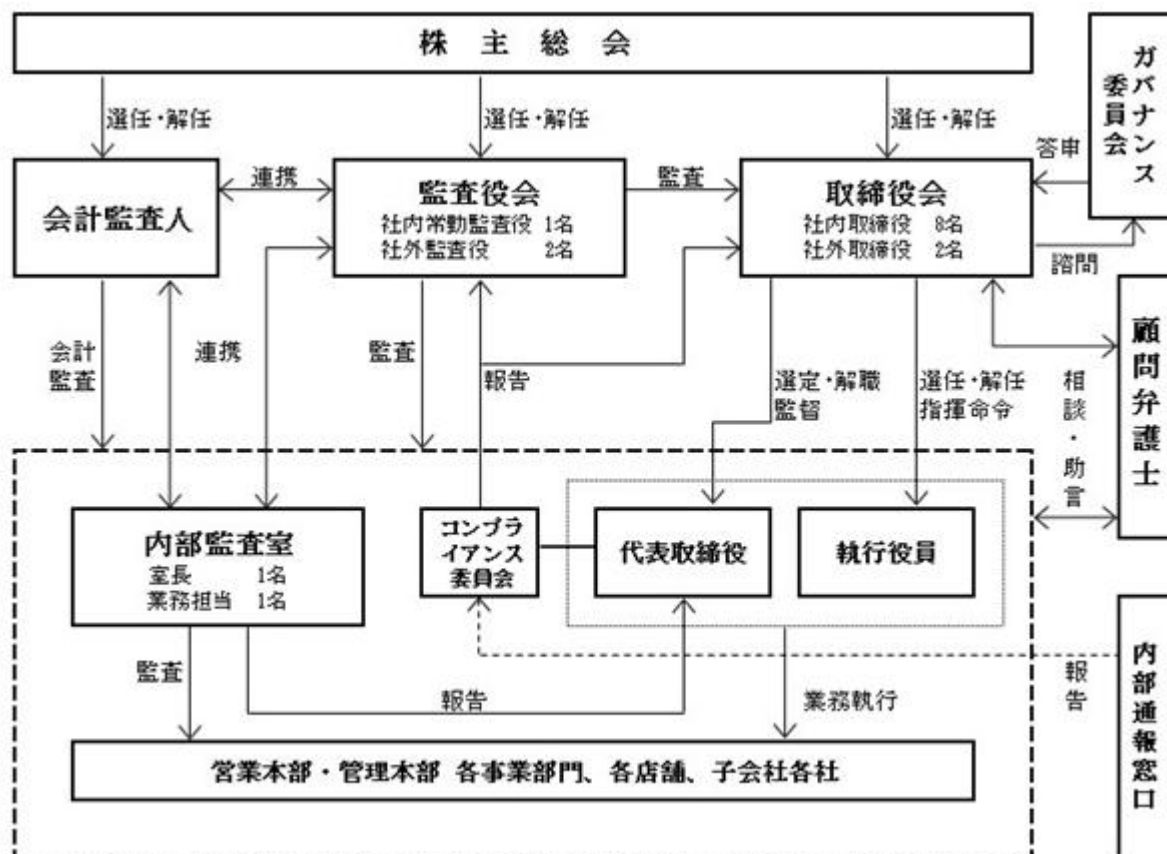 株主総会
ガバナンス
委員会
選任・解任
選任・解任
選任・解任
答申
会計監査人
連携
監査役会
社内常勤監査役 1名
社外監査役 2名
監査
取締役会
社内取締役 8名
社外取締役 2名
諮問
会計
監査
連携
監査
報告
選定・解職
監督
選任・解任
指揮命令
相談・助言
顧問弁護士
内部監査室
室長 1名
業務担当 1名
コンプラ
イアンス
委員会
代表取締役
執行役員
監査
報告
業務執行
報告
内部通報窓口
営業本部・管理本部 各事業部門、各店舗、子会社各社